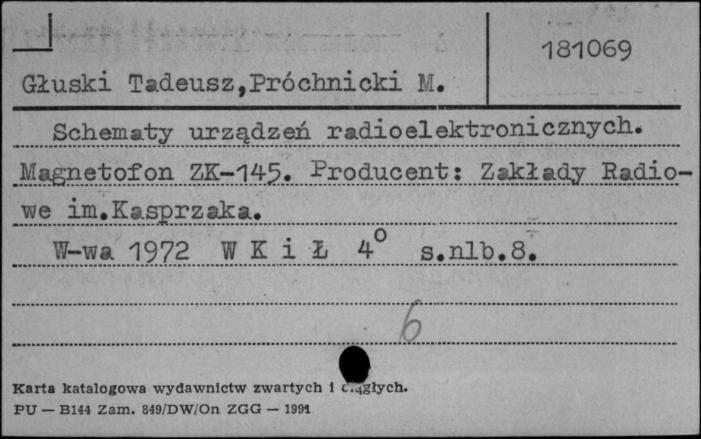 181069
Głuski Tadeusz,Próchnicki M.
Schematy urządzeń radioelektronicznych.
Magnetofon ZK-145. Producent: Zakłady Radio-
we im.Kasprzaka.
W-wa 1972 W K i Ł 4° s.nlb.8.
6
Karta katalogowa wydawnictw zwartych i ciągłych.
PU — B144 Zam. 849/DW/On ZGG — 1991